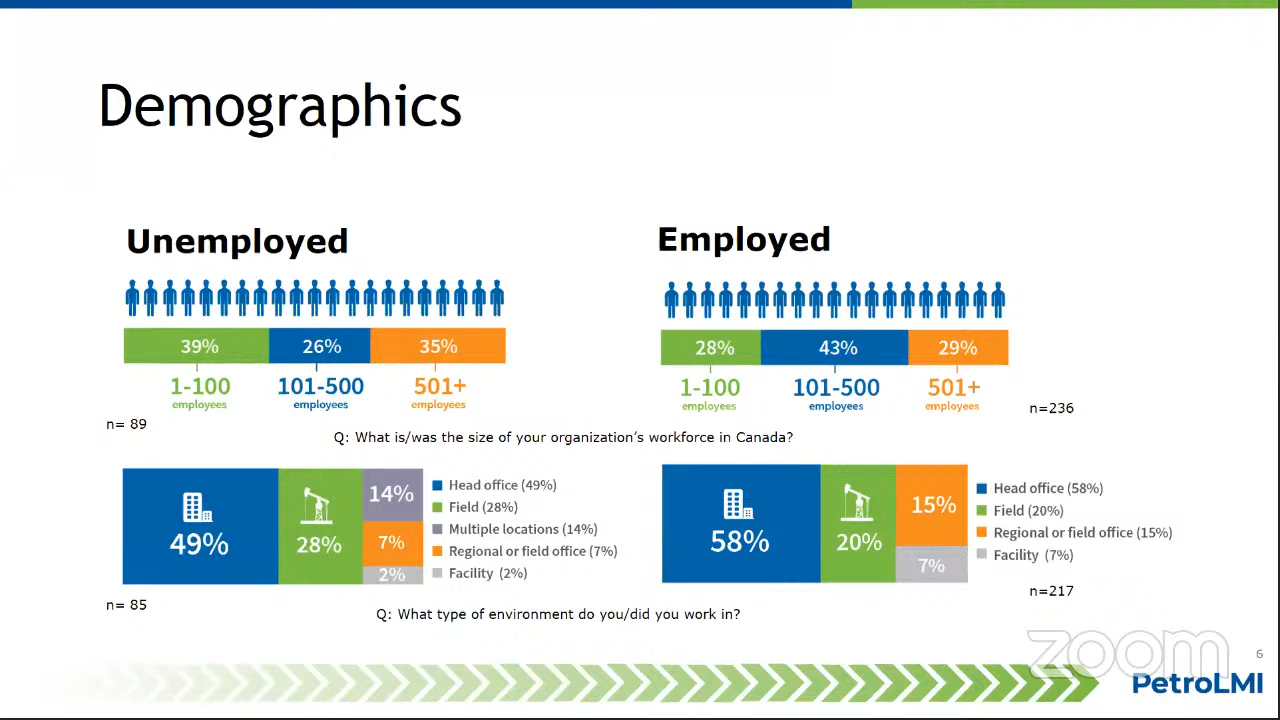 Demographics
Unemployed
39% 26% 35%
1-100 101-500 501+
employees employees employees
n= 89
Employed
28% 43% 29%
1-100 101-500 501+
employees employees employees
n=236
Q: What is/was the size of your organization's workforce in Canada?
49%
28%
14%
7%
2%
Head office (49%)
Field (28%)
Multiple locations (14%)
Regional or field office (7%)
Facility (2%)
n= 85
58%
20%
15%
7%
Head office (58%)
Field (20%)
Regional or field office (15%)
Facility (7%)
n=217
Q: What type of environment do you/did you work in?
zoom
6
PetroLMI